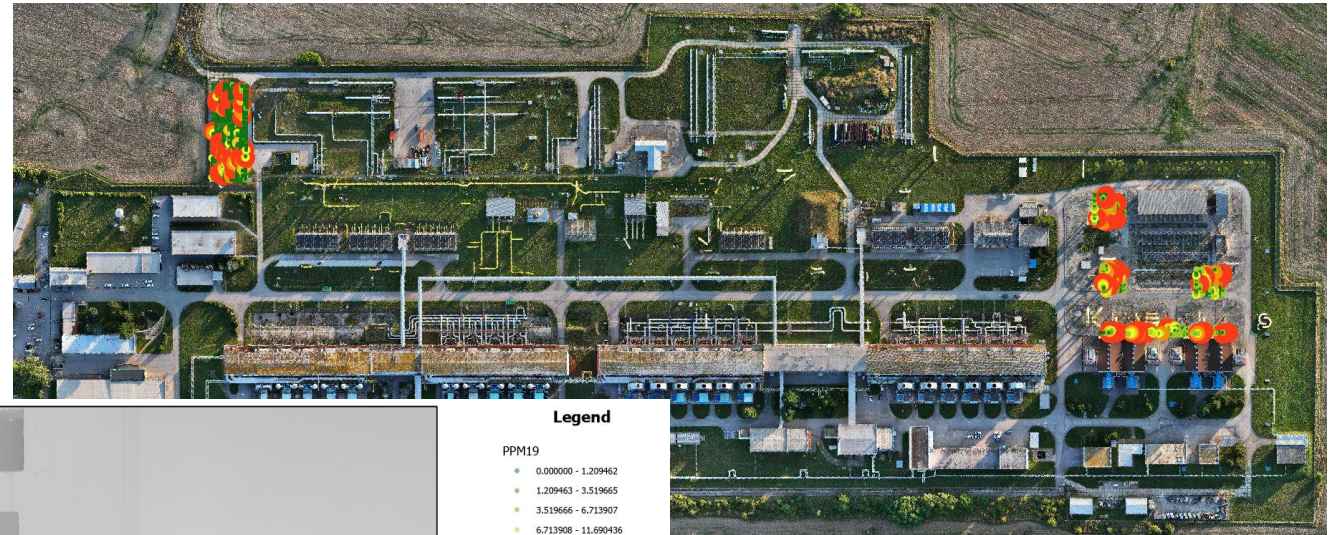 Legend
PPM19
0.000000 - 1.209462
1.209463 - 3.519665
3.519666 - 6.713907
6.713908 - 11.690436